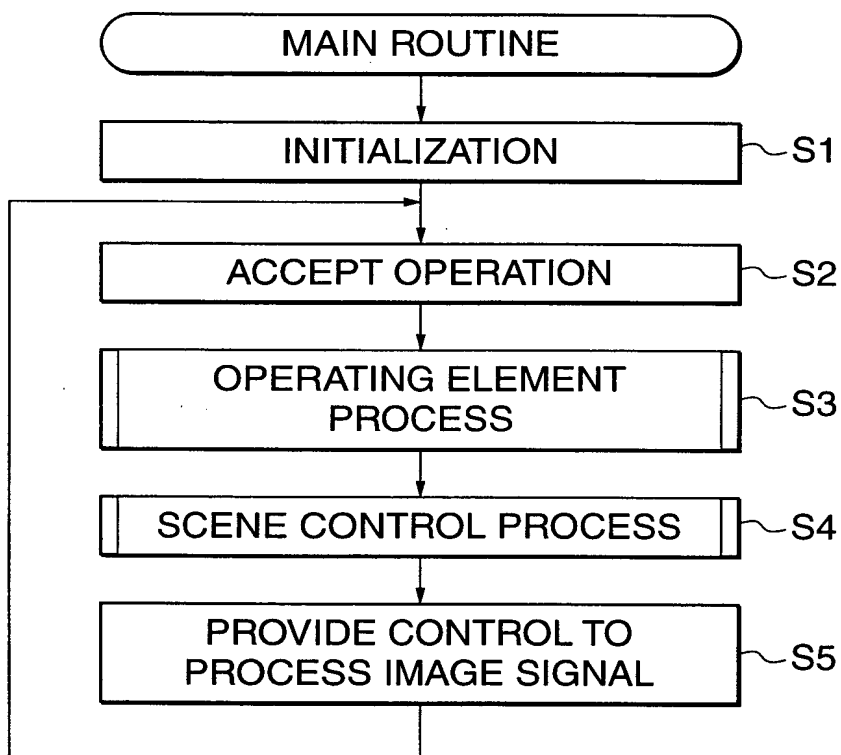 MAIN ROUTINE
INITIALIZATION
S1
ACCEPT OPERATION
S2
OPERATING ELEMENT
PROCESS
S3
SCENE CONTROL PROCESS
S4
PROVIDE CONTROL TO
PROCESS IMAGE SIGNAL
S5